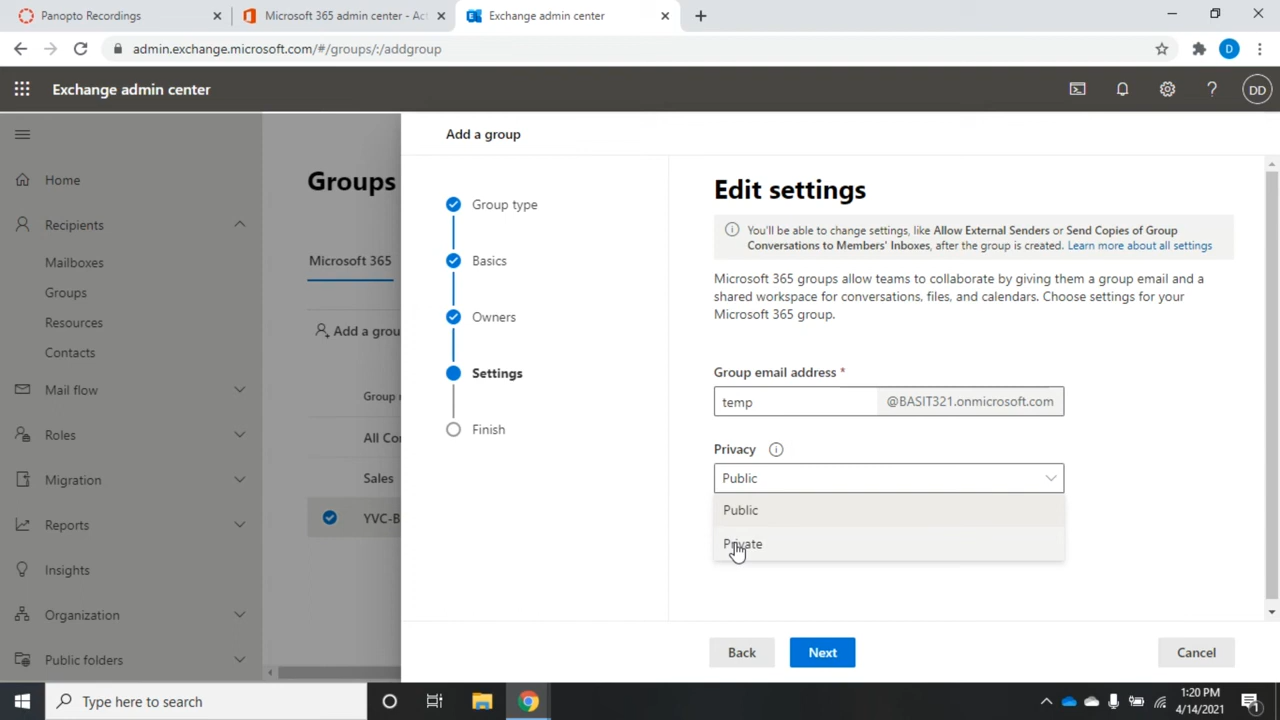 Panopto Recordings
Microsoft 365 admin center - Act
Exchange admin center
admin.exchange.microsoft.com/#/groups/:/addgroup
D
Exchange admin center
?
DD
Home
Recipients
Mailboxes
Groups
Resources
Contacts
Mail flow
Roles
Migration
Reports
Insights
Organization
Public folders
Groups
Microsoft 365
Add a grou
Group
All Co
Sales
YVC-B
Add a group
Group type
Basics
Owners
Settings
Finish
Edit settings
You'll be able to change settings, like Allow External Senders or Send Copies of Group
Conversations to Members' Inboxes, after the group is created. Learn more about all settings
Microsoft 365 groups allow teams to collaborate by giving them a group email and a
shared workspace for conversations, files, and calendars. Choose settings for your
Microsoft 365 group.
Group email address *
temp @BASIT321.onmicrosoft.com
Privacy
Public
Public
Private
Back Next Cancel
Type here to search
1:20 PM
4/14/2021
1